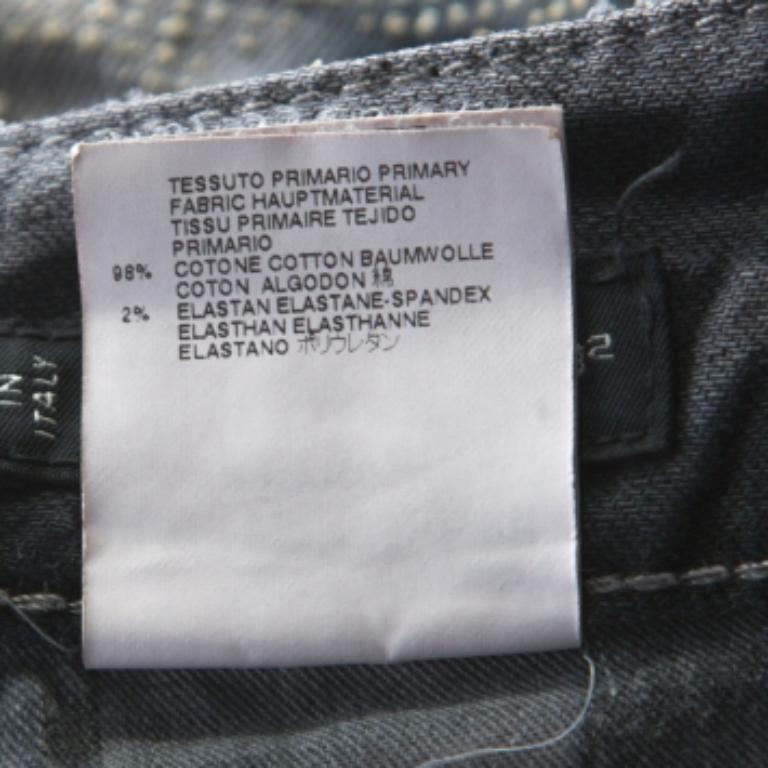 TESSUTO PRIMARIO PRIMARY
FABRIC HAUPTMATERIAL
TISSU PRIMAIRE TEJIDO
PRIMARIO
98% COTONE COTTON BAUMWOLLE
COTON ALGODON 綿
2% ELASTAN ELASTANE-SPANDEX
ELASTHAN ELASTHANNE
ELASTANO ポリウレタン
IN
ITALY